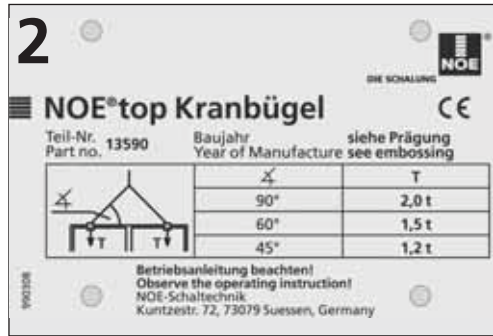 2
NOE®
DIE SCHALUNG
NOE®top Kranbügel CE
Teil-Nr. 13590 Baujahr siehe Prägung
Part no. Year of Manufacture see embossing
∡ T
90° 2,0 t
∡ 60° 1,5 t
T T 45° 1,2 t
Betriebsanleitung beachten!
Observe the operating instruction!
NOE-Schaltechnik
Kuntzestr. 72, 73079 Suessen, Germany